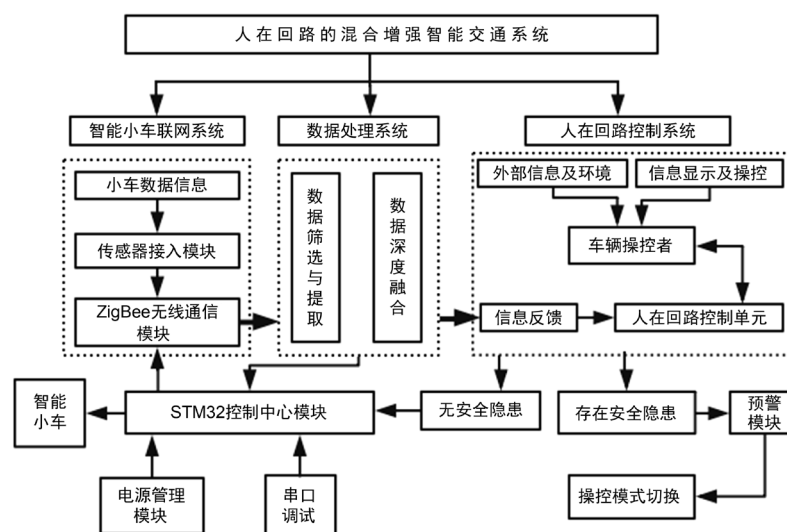 人在回路的混合增强智能交通系统
智能小车联网系统
数据处理系统
人在回路控制系统
小车数据信息
传感器接入模块
ZigBee无线通信
模块
数据筛选与提取
数据深度融合
外部信息及环境
信息显示及操控
车辆操控者
信息反馈
人在回路控制单元
智能
小车
STM32控制中心模块
无安全隐患
存在安全隐患
预警
模块
电源管理
模块
串口
调试
操控模式切换